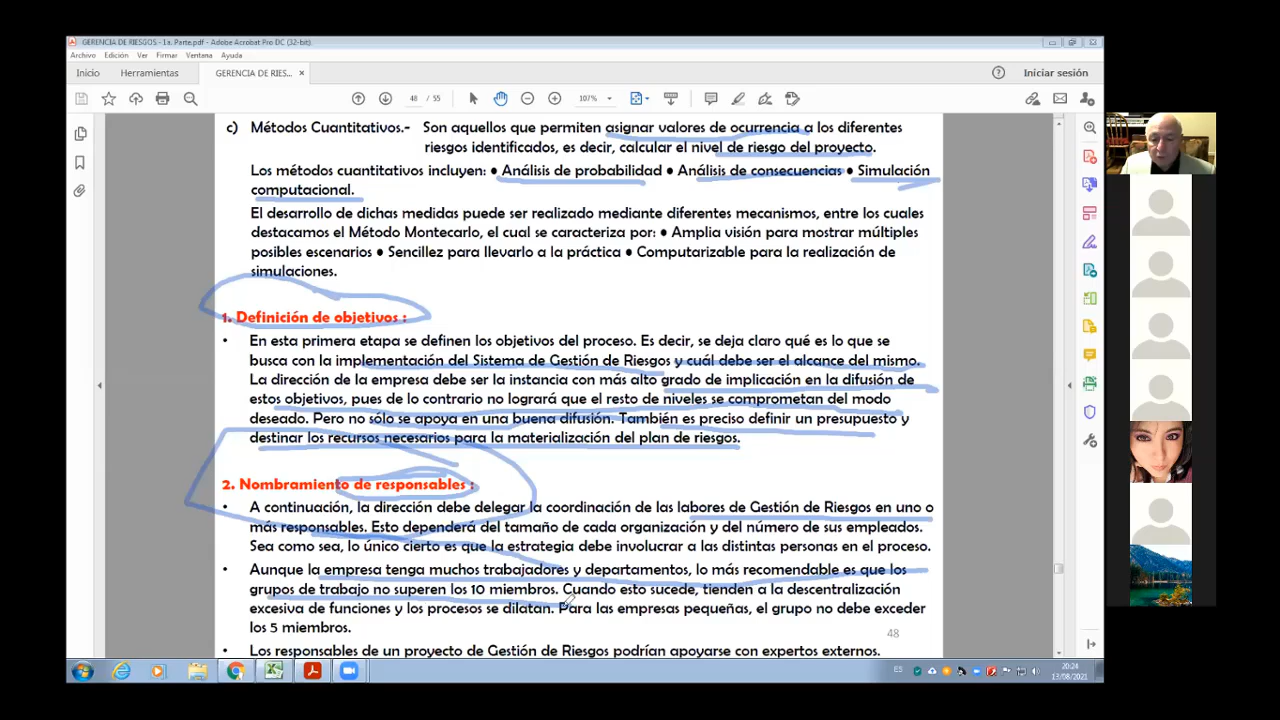 GERENCIA DE RIESGOS - 1a. Parte.pdf - Adobe Acrobat Pro DC (32-bit)
Archivo Edición Ver Firmar Ventana Ayuda
Inicio Herramientas GERENCIA DE RIES... ×
Iniciar sesión
48 / 55 107%
c) Métodos Cuantitativos.- Son aquellos que permiten asignar valores de ocurrencia a los diferentes
riesgos identificados, es decir, calcular el nivel de riesgo del proyecto.
Los métodos cuantitativos incluyen: • Análisis de probabilidad • Análisis de consecuencias • Simulación
computacional.
El desarrollo de dichas medidas puede ser realizado mediante diferentes mecanismos, entre los cuales
destacamos el Método Montecarlo, el cual se caracteriza por: • Amplia visión para mostrar múltiples
posibles escenarios • Sencillez para llevarlo a la práctica • Computarizable para la realización de
simulaciones.
1. Definición de objetivos :
• En esta primera etapa se definen los objetivos del proceso. Es decir, se deja claro qué es lo que se
busca con la implementación del Sistema de Gestión de Riesgos y cuál debe ser el alcance del mismo.
La dirección de la empresa debe ser la instancia con más alto grado de implicación en la difusión de
estos objetivos, pues de lo contrario no logrará que el resto de niveles se comprometan del modo
deseado. Pero no sólo se apoya en una buena difusión. También es preciso definir un presupuesto y
destinar los recursos necesarios para la materialización del plan de riesgos.
2. Nombramiento de responsables :
• A continuación, la dirección debe delegar la coordinación de las labores de Gestión de Riesgos en uno o
más responsables. Esto dependerá del tamaño de cada organización y del número de sus empleados.
Sea como sea, lo único cierto es que la estrategia debe involucrar a las distintas personas en el proceso.
• Aunque la empresa tenga muchos trabajadores y departamentos, lo más recomendable es que los
grupos de trabajo no superen los 10 miembros. Cuando esto sucede, tienden a la descentralización
excesiva de funciones y los procesos se dilatan. Para las empresas pequeñas, el grupo no debe exceder
los 5 miembros.
48
• Los responsables de un proyecto de Gestión de Riesgos podrían apoyarse con expertos externos.
ES
20:24
13/08/2021